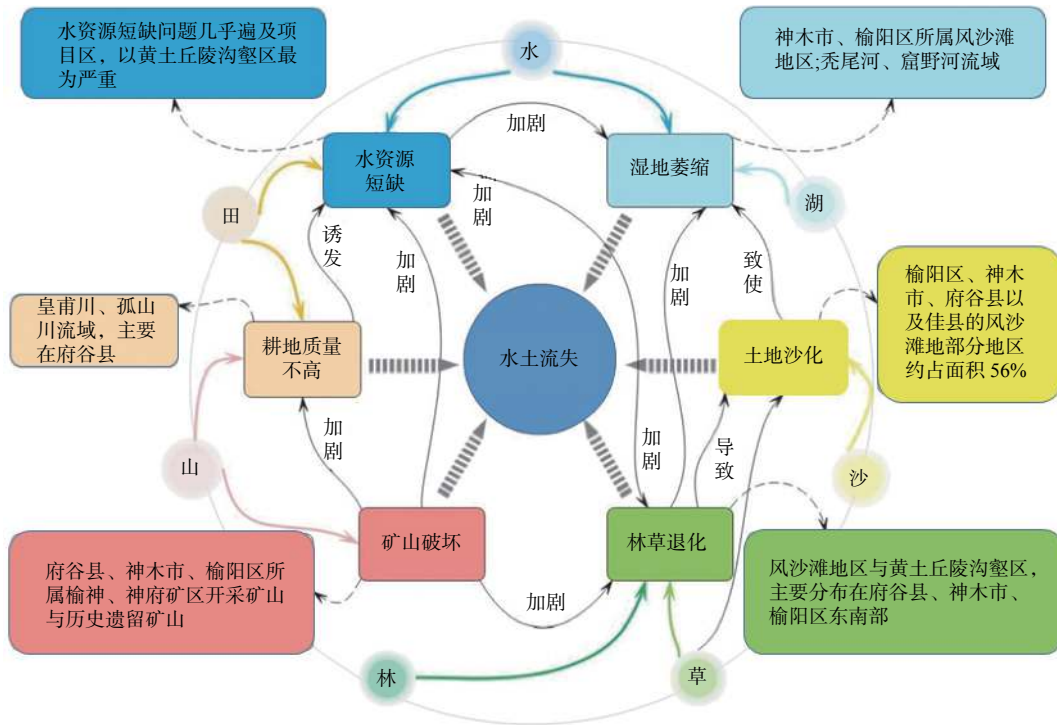 水资源短缺问题几乎遍及项
目区，以黄土丘陵沟壑区最
为严重
水
神木市、榆阳区所属风沙滩
地区;秃尾河、窟野河流域
加剧
水资源
短缺
湿地萎缩
加
剧
田
湖
诱
发
加
剧
加
剧
致
使
皇甫川、孤山
川流域，主要
在府谷县
耕地质量
不高
水土流失
土地沙化
榆阳区、神木
市、府谷县以
及佳县的风沙
滩地部分地区
约占面积 56%
加
剧
加
剧
导
致
山
沙
矿山破坏
林草退化
府谷县、神木市、榆阳区所
属榆神、神府矿区开采矿山
与历史遗留矿山
加剧
风沙滩地区与黄土丘陵沟壑区，
主要分布在府谷县、神木市、
榆阳区东南部
林
草